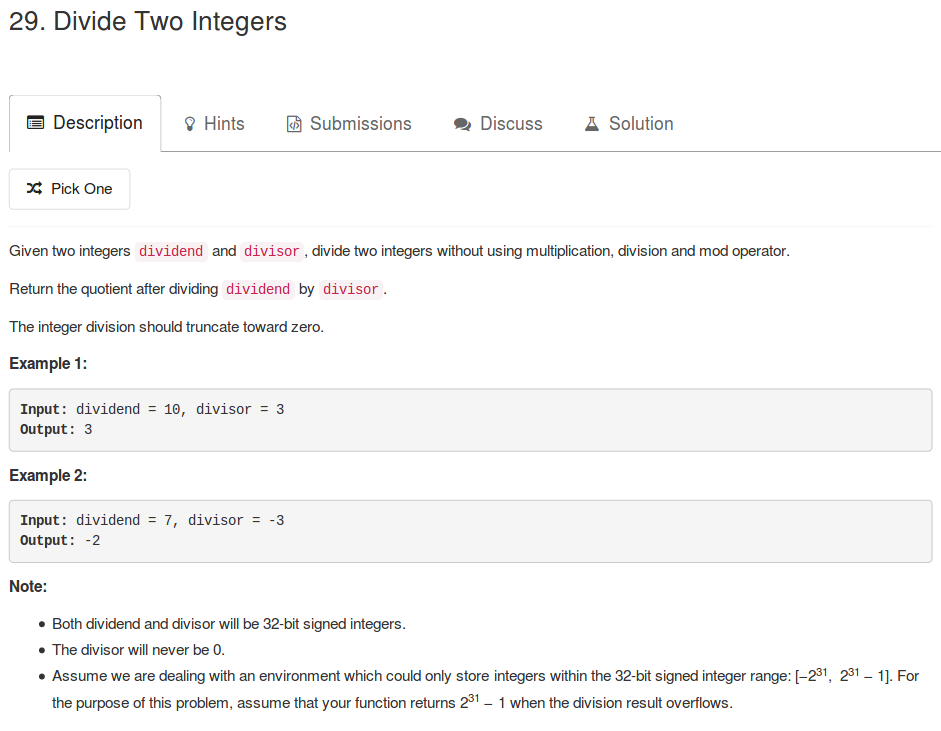 29. Divide Two Integers
Description
Hints
Submissions
Discuss
Solution
Pick One
Given two integers dividend and divisor, divide two integers without using multiplication, division and mod operator.
Return the quotient after dividing dividend by divisor.
The integer division should truncate toward zero.
Example 1:
Input: dividend = 10, divisor = 3
Output: 3
Example 2:
Input: dividend = 7, divisor = -3
Output: -2
Note:
• Both dividend and divisor will be 32-bit signed integers.
• The divisor will never be 0.
• Assume we are dealing with an environment which could only store integers within the 32-bit signed integer range: [−2³¹, 2³¹ − 1]. For
the purpose of this problem, assume that your function returns 2³¹ − 1 when the division result overflows.